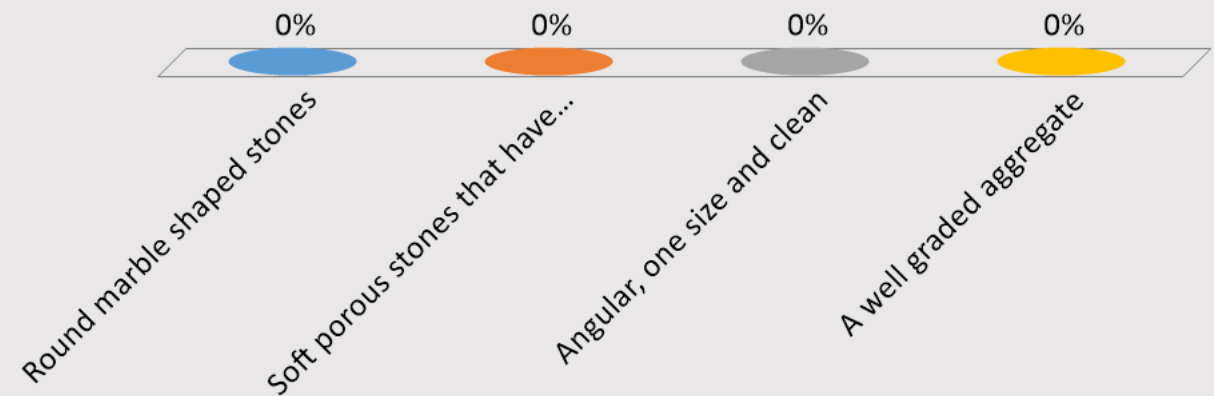 0%
0%
0%
0%
Round marble shaped stones
Soft porous stones that have...
Angular, one size and clean
A well graded aggregate